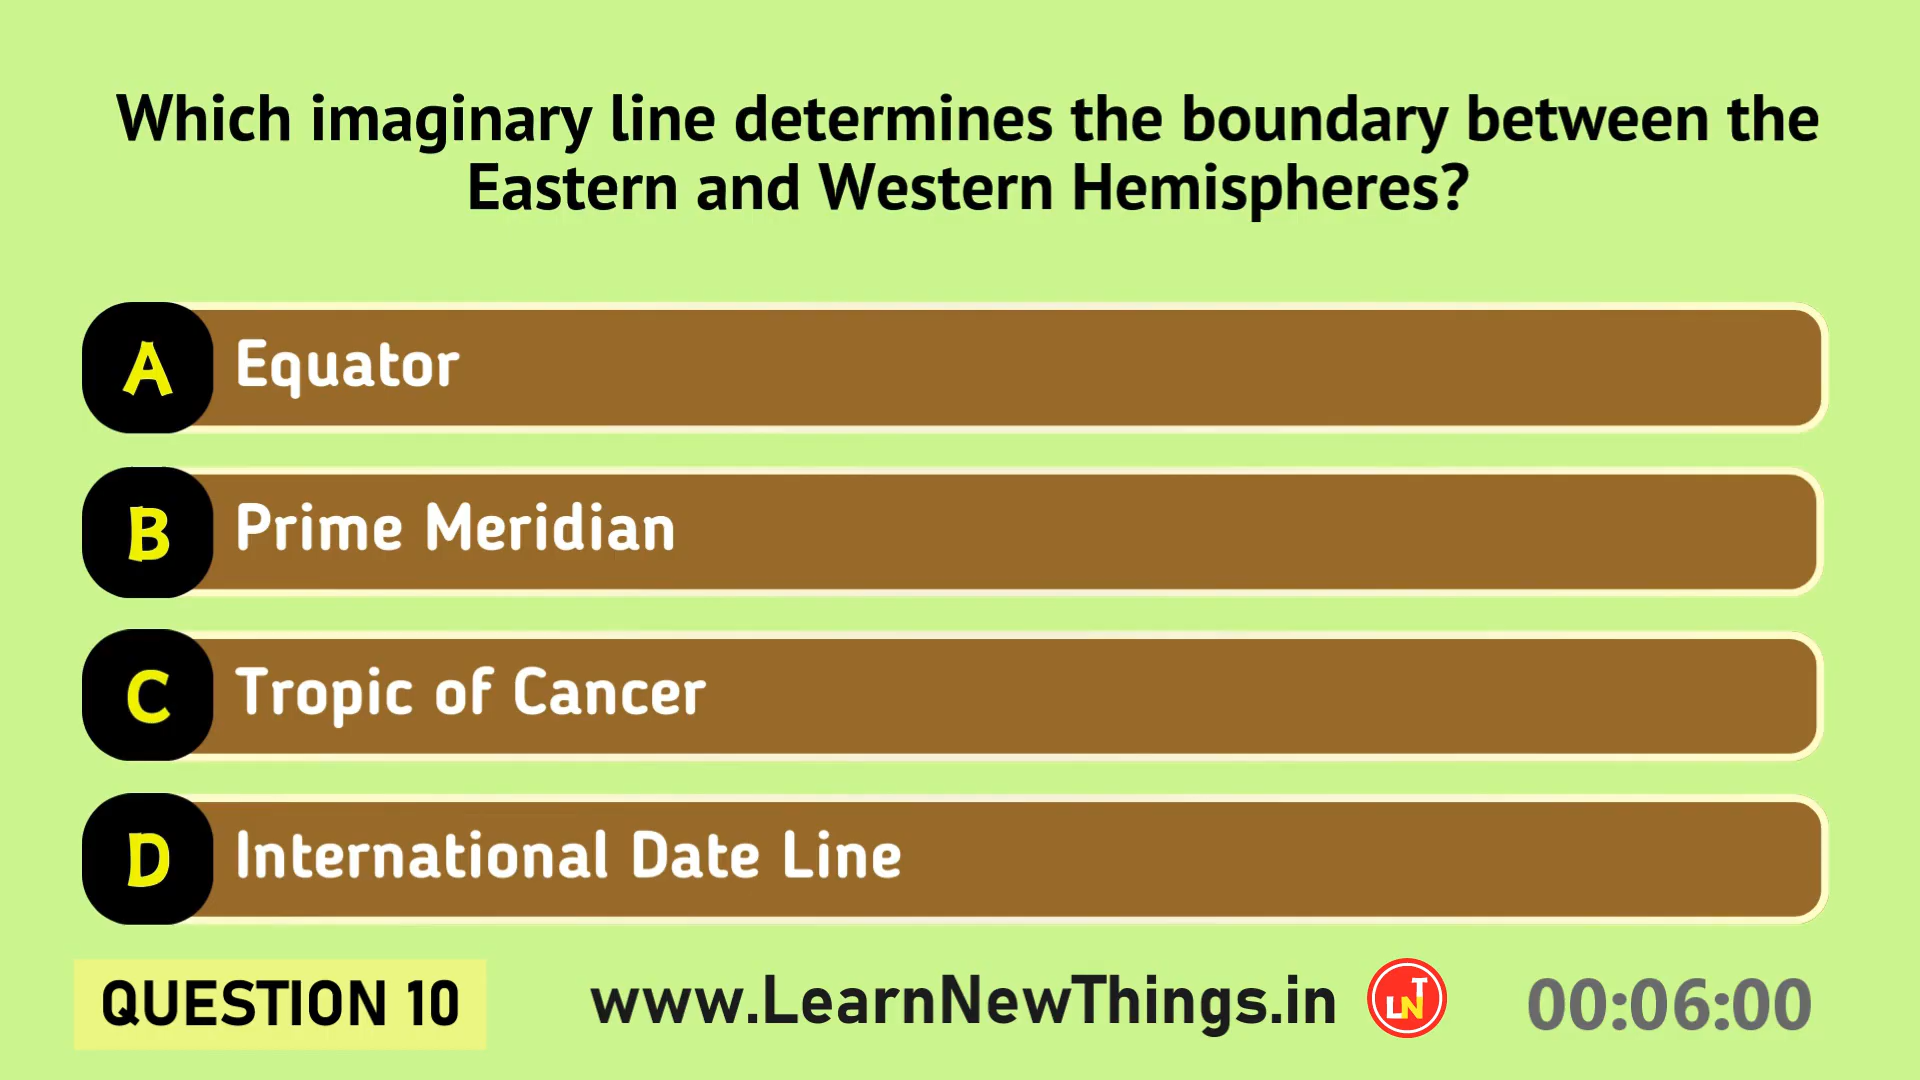 Which imaginary line determines the boundary between the
Eastern and Western Hemispheres?
A Equator
B Prime Meridian
C Tropic of Cancer
D International Date Line
QUESTION 10 www.LearnNewThings.in LNT 00:06:00